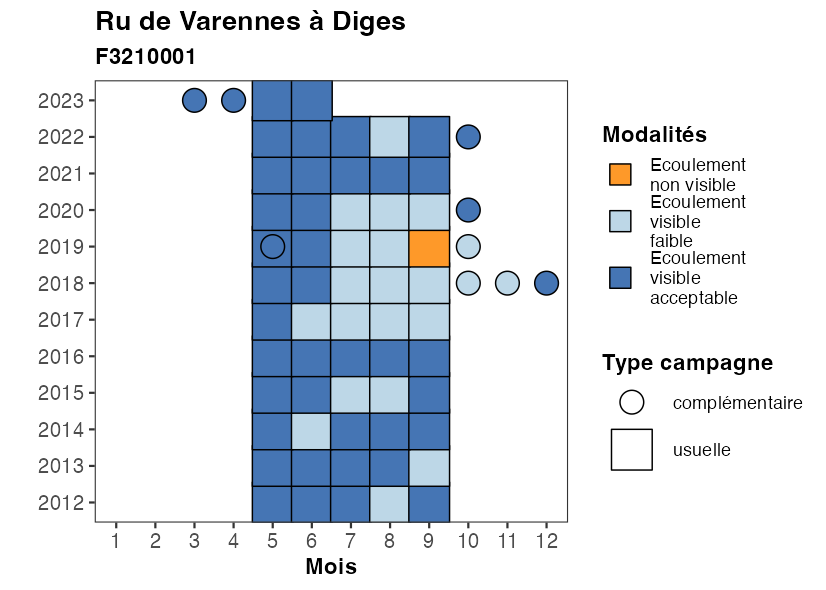 Ru de Varennes à Diges
F3210001
2023
2022
2021
2020
2019
2018
2017
2016
2015
2014
2013
2012
1 2 3 4 5 6 7 8 9 10 11 12
Mois
Modalités
Ecoulement
non visible
Ecoulement
visible
faible
Ecoulement
visible
acceptable
Type campagne
complémentaire
usuelle